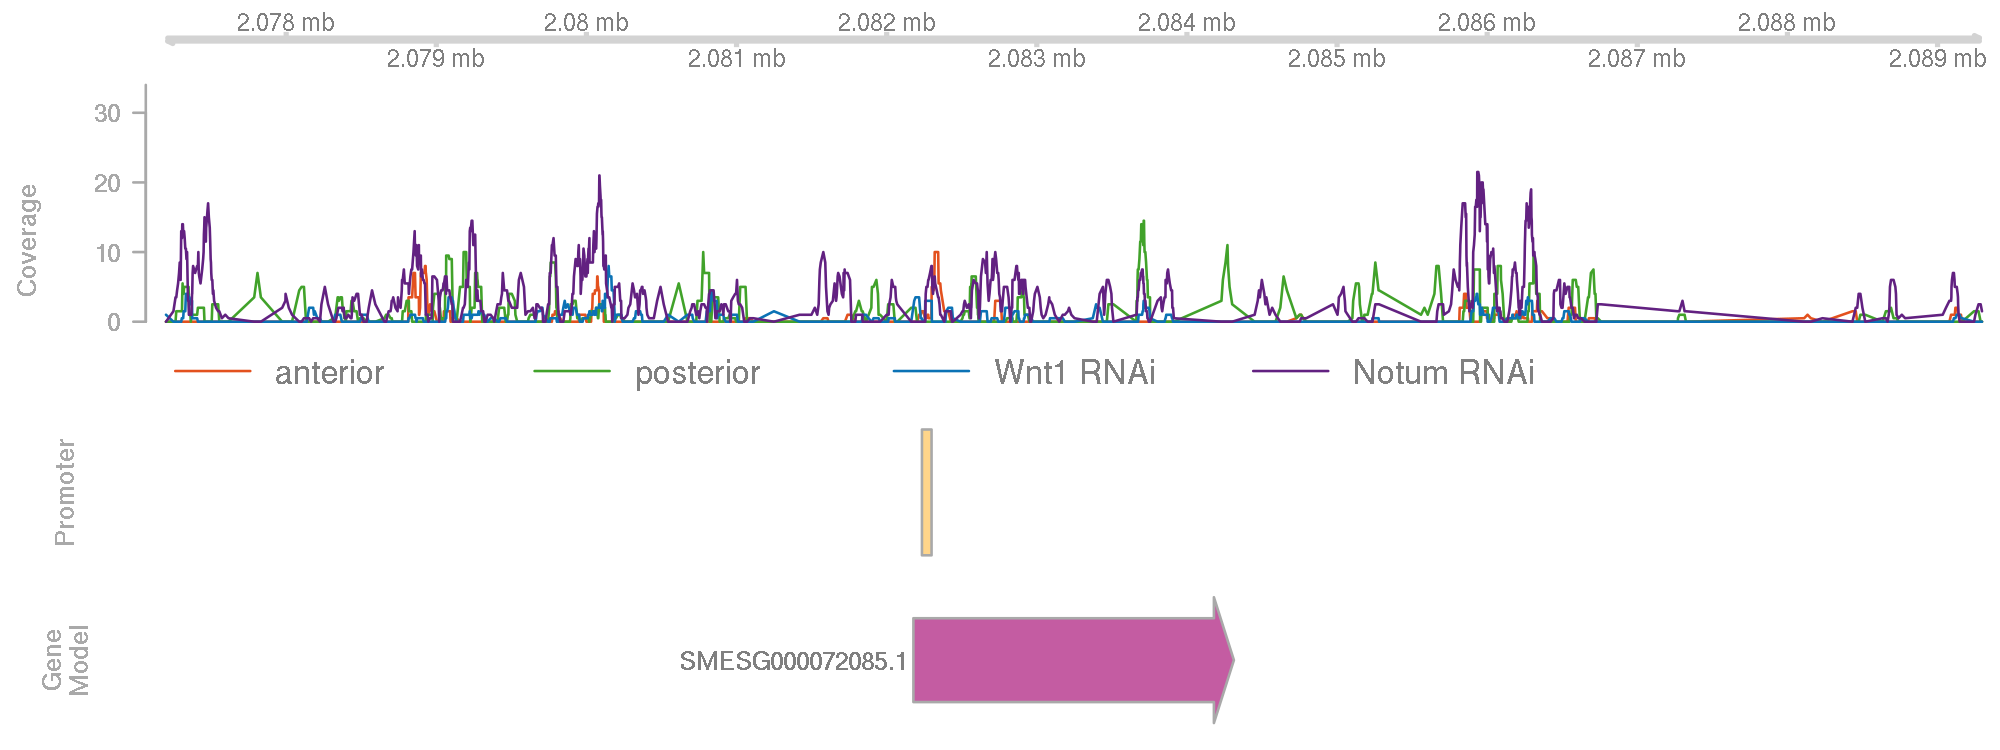 2.078 mb 2.08 mb 2.082 mb 2.084 mb 2.086 mb 2.088 mb
2.079 mb 2.081 mb 2.083 mb 2.085 mb 2.087 mb 2.089 mb
Coverage
30
20
10
0
anterior posterior Wnt1 RNAi Notum RNAi
Promoter
Gene
Model
SMESG000072085.1